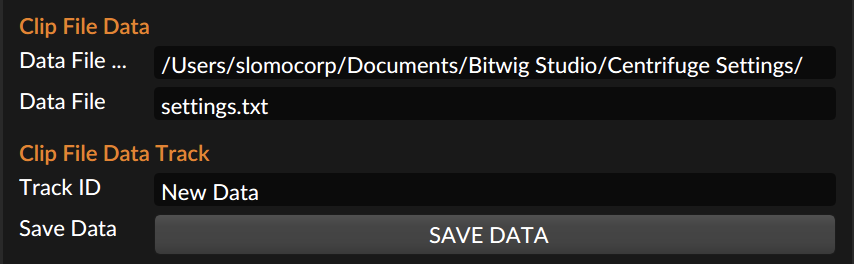 Clip File Data
Data File ... /Users/slomocorp/Documents/Bitwig Studio/Centrifuge Settings/
Data File settings.txt
Clip File Data Track
Track ID New Data
Save Data SAVE DATA